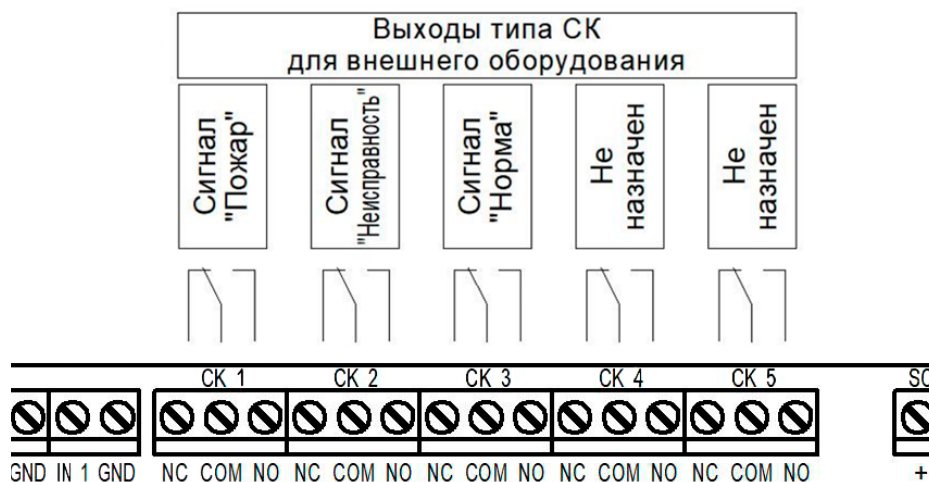 Выходы типа СК
для внешнего оборудования
Сигнал
"Пожар"
Сигнал
"Неисправность"
Сигнал
"Норма"
Не
назначен
Не
назначен
СК 1 СК 2 СК 3 СК 4 СК 5 SC
GND IN 1 GND NC COM NO NC COM NO NC COM NO NC COM NO NC COM NO +